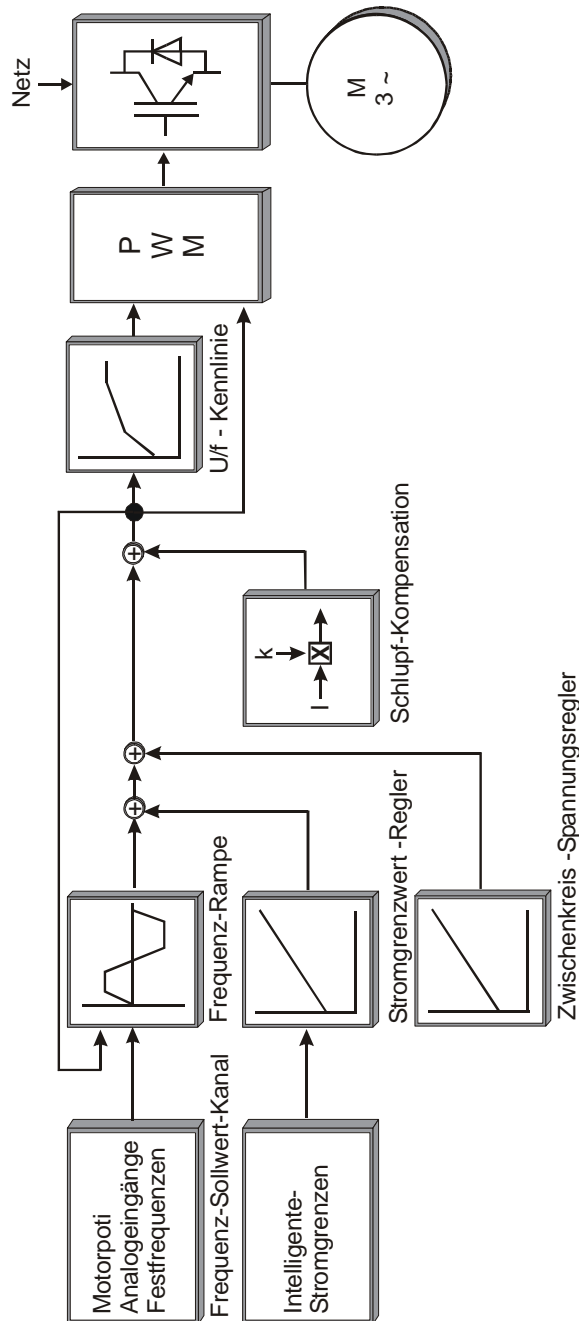 Motorpoti
Analogeingänge
Festfrequenzen
Frequenz-Sollwert-Kanal
Intelligente-
Stromgrenzen
Frequenz-Rampe
Stromgrenzwert -Regler
Zwischenkreis -Spannungsregler
k
I
X
Schlupf-Kompensation
+
+
+
U/f - Kennlinie
P
W
M
Netz
M
3 ~